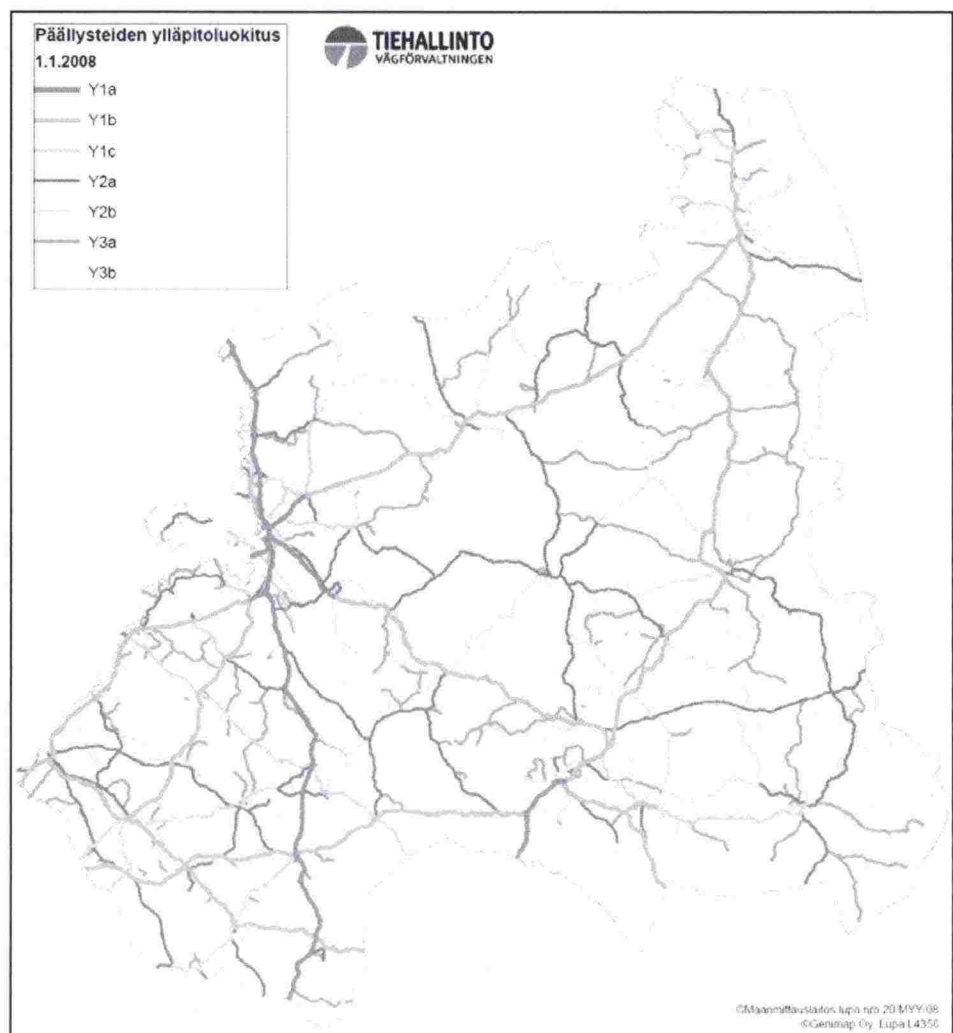 Päällysteiden ylläpitoluokitus
1.1.2008
Y1a
Y1b
Y1c
Y2a
Y2b
Y3a
Y3b
TIEHALLINTO
VÄGFÖRVALTNINGEN
©Maanmittauslaitos lupa nro 20/MYY/08
©Genimap Oy, Lupa L4356